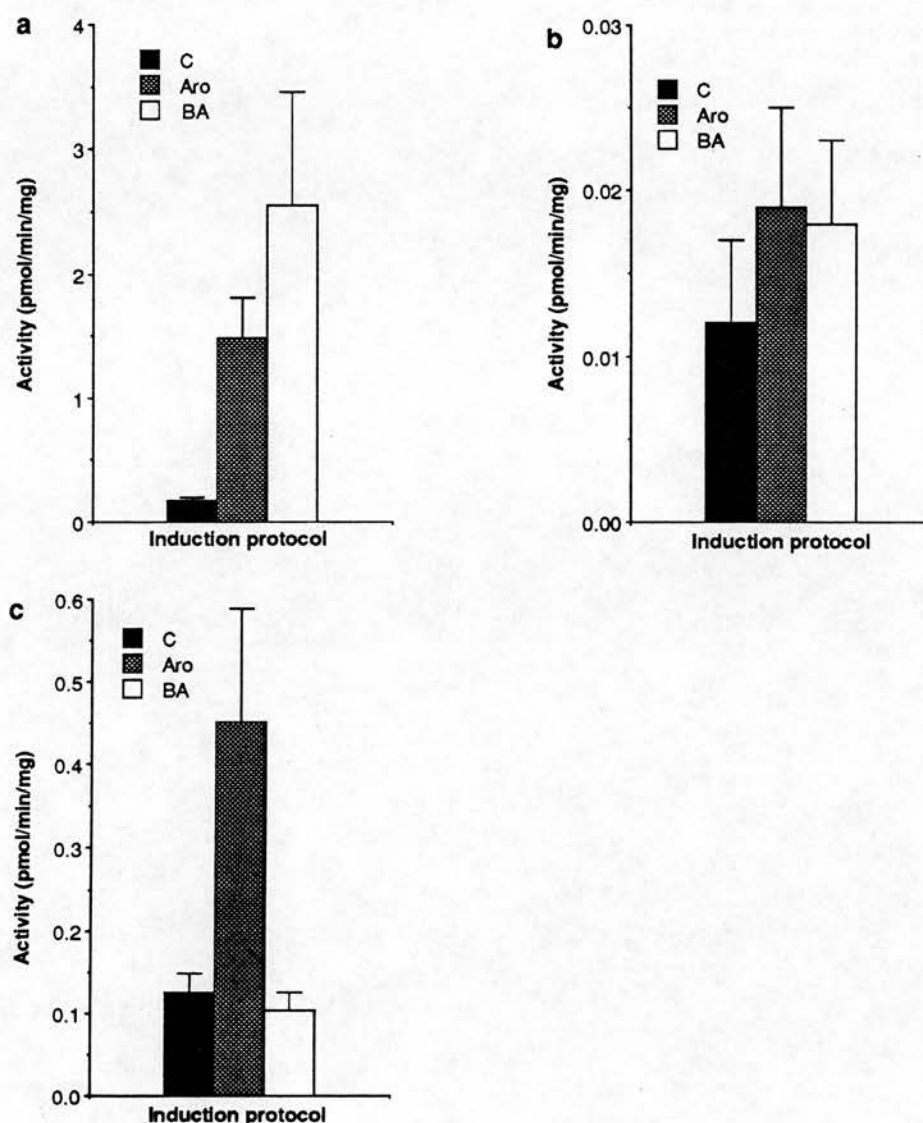 a
4
3
2
1
0
Activity (pmol/min/mg)
C
Aro
BA
Induction protocol
b
0.03
0.02
0.01
0.00
Activity (pmol/min/mg)
C
Aro
BA
Induction protocol
c
0.6
0.5
0.4
0.3
0.2
0.1
0.0
Activity (pmol/min/mg)
C
Aro
BA
Induction protocol